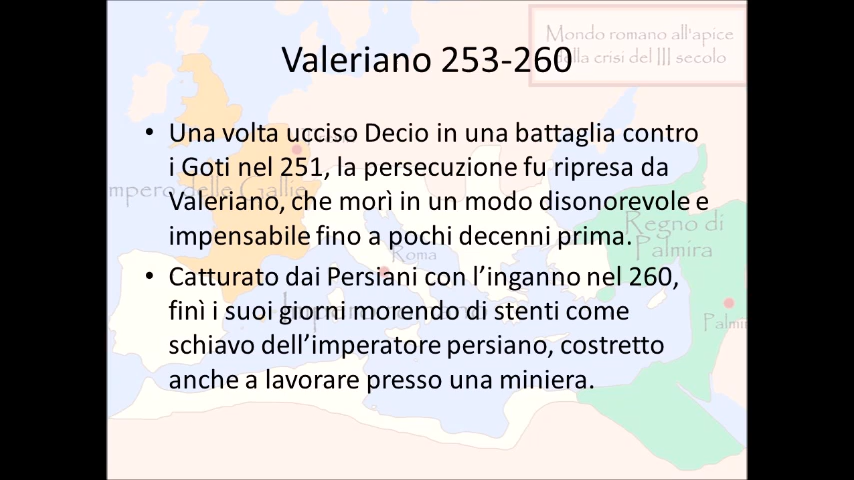 Mondo romano all'apice
della crisi del III secolo
Valeriano 253-260
• Una volta ucciso Decio in una battaglia contro
i Goti nel 251, la persecuzione fu ripresa da
Valeriano, che morì in un modo disonorevole e
impensabile fino a pochi decenni prima.
• Catturato dai Persiani con l’inganno nel 260,
finì i suoi giorni morendo di stenti come
schiavo dell’imperatore persiano, costretto
anche a lavorare presso una miniera.
Impero delle Gallie
Regno di
Palmira
Roma